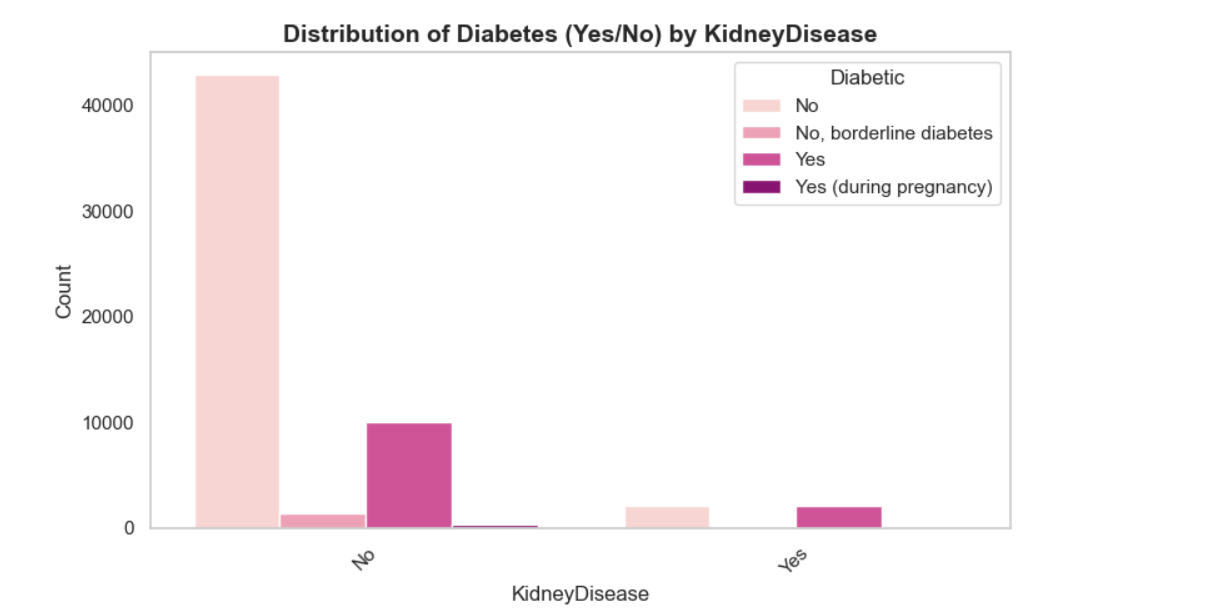 Distribution of Diabetes (Yes/No) by KidneyDisease
Diabetic
No
No, borderline diabetes
Yes
Yes (during pregnancy)
Count
40000
30000
20000
10000
0
No
Yes
KidneyDisease